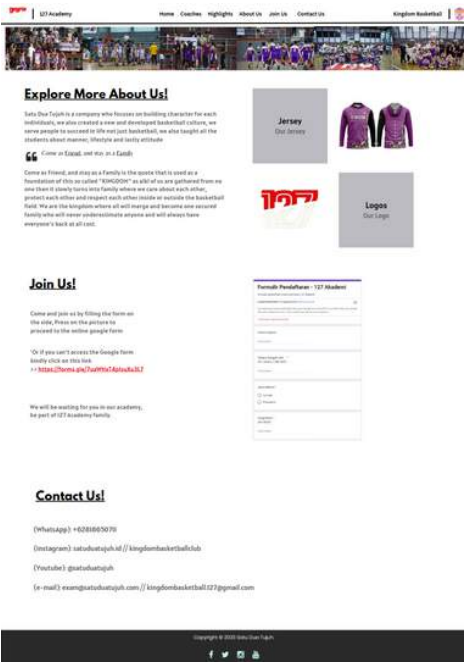 127 Academy
Home Coaches Highlights About Us Join Us Contact Us
Kingdom Basketball
Explore More About Us!
Satu Dua Tujuh is a company who focuses on building character for each
individuals, we also created a new and developed basketball culture, we
serve people to succeed in life not just basketball, we also taught all the
students about manner, lifestyle and lastly attitude
Come as Friend, and stay as a Family
Come as Friend, and stay as a Family is the quote that is used as a
foundation of this so called "KINGDOM" as all of us are gathered from no
one then it slowly turns into family where we care about each other,
protect each other and respect each other inside or outside the basketball
field. We are the kingdom where all will merge and become one secured
family who will never underestimate anyone and will always have
everyone's back at all cost.
Jersey
Our Jersey
127
Logos
Our Logo
Join Us!
Come and join us by filling the form on
the side, Press on the picture to
proceed to the online google form
'Or if you can't access the Google form
kindly click on this link
We will be waiting for you in our academy,
be part of 127 Academy family
Formulir Pendaftaran - 127 Akademi
Contact Us!
(WhatsApp): +6281865070
(Instagram): satuduatujuh.id // kingdombasketballclub
(Youtube): @satuduatujuh
(e-mail): exam@satuduatujuh.com // kingdombasketball.127@gmail.com
Copyright © 2020 Satu Dua Tujuh